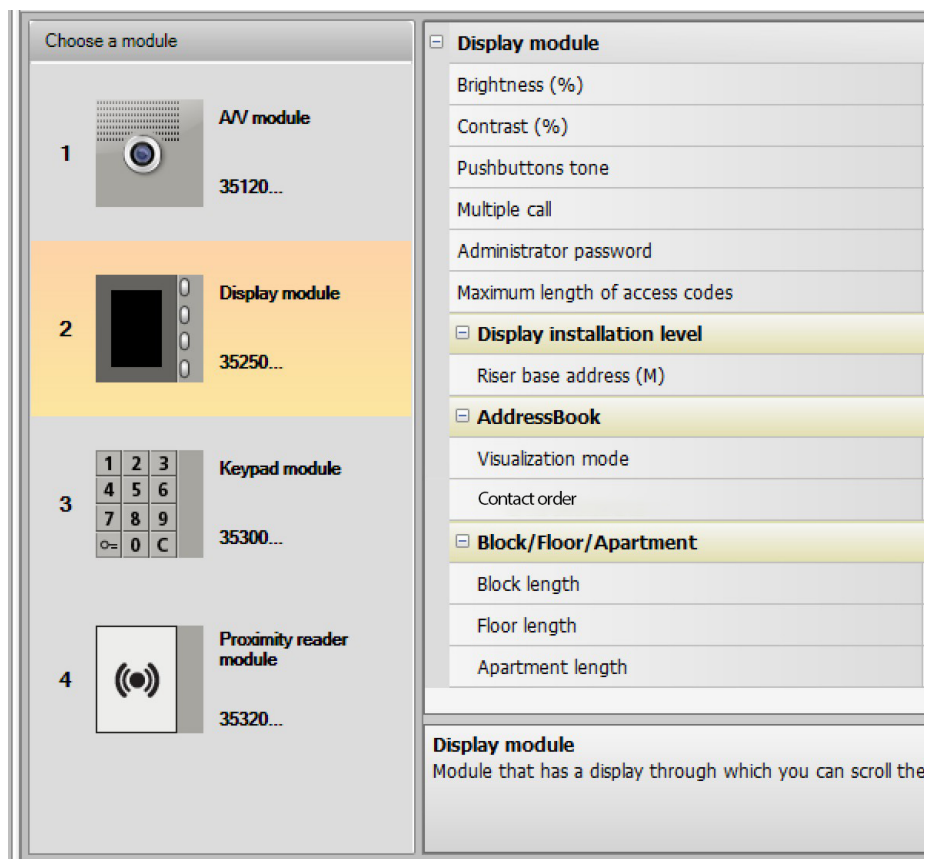 Choose a module
1
A/V module
35120...
2
Display module
35250...
3
1 2 3
4 5 6
7 8 9
0 C
Keypad module
35300...
4
Proximity reader
module
35320...
Display module
Brightness (%)
Contrast (%)
Pushbuttons tone
Multiple call
Administrator password
Maximum length of access codes
Display installation level
Riser base address (M)
AddressBook
Visualization mode
Contact order
Block/Floor/Apartment
Block length
Floor length
Apartment length
Display module
Module that has a display through which you can scroll the